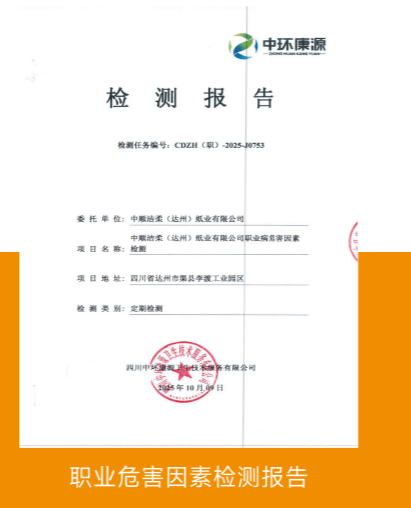 中环康源
ZHONG HUAN KANG YUAN
检 测 报 告
检测任务编号：CDZH（职）-2025-J0753
委 托 单 位：中顺洁柔（达州）纸业有限公司
中顺洁柔（达州）纸业有限公司职业病危害因素
项 目 名 称：检测
项 目 地 址：四川省达州市渠县李渡工业园区
检 测 类 别：定期检测
四川中环康源卫生技术服务有限公司
2025年10月09日
职业危害因素检测报告